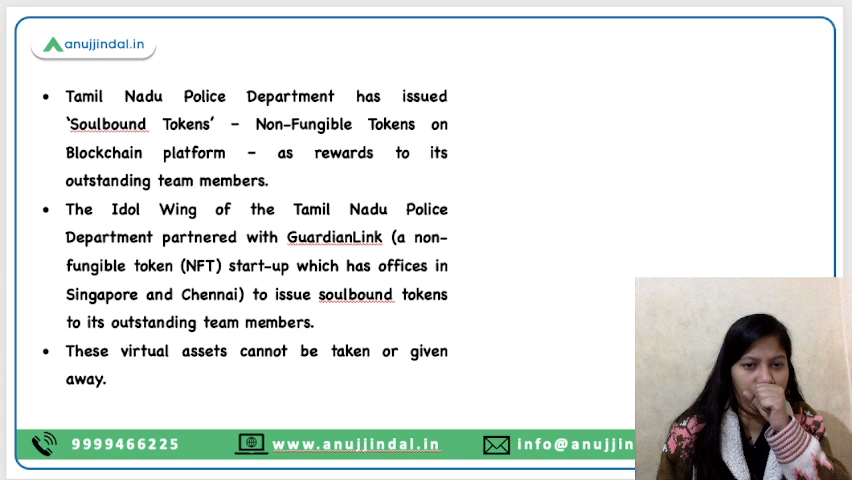 anujjindal.in
• Tamil Nadu Police Department has issued
‘Soulbound Tokens’ – Non-Fungible Tokens on
Blockchain platform – as rewards to its
outstanding team members.
• The Idol Wing of the Tamil Nadu Police
Department partnered with GuardianLink (a non-
fungible token (NFT) start-up which has offices in
Singapore and Chennai) to issue soulbound tokens
to its outstanding team members.
• These virtual assets cannot be taken or given
away.
9999466225 www.anujjindal.in info@anujjin